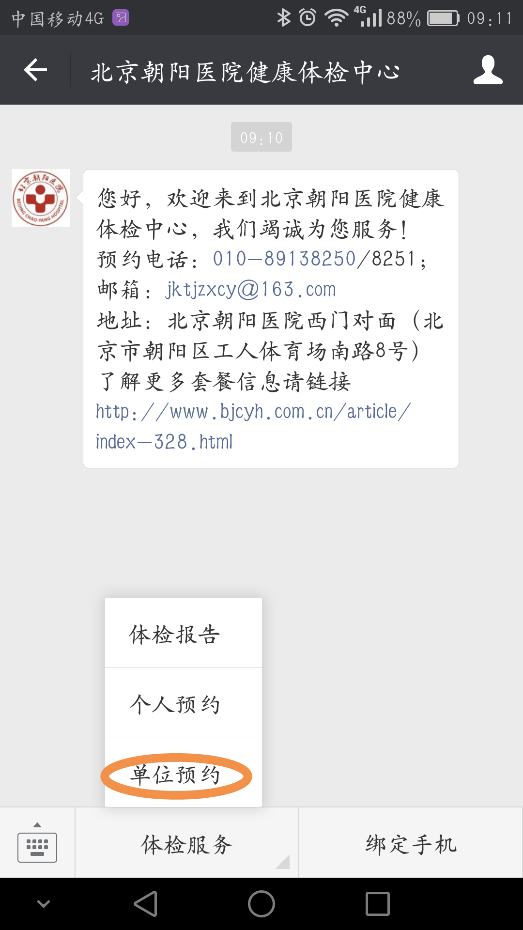 中国移动4G
4G
88%
09:11
北京朝阳医院健康体检中心
09:10
您好，欢迎来到北京朝阳医院健康
体检中心，我们竭诚为您服务！
预约电话：010-89138250/8251；
邮箱：jktjzxcy@163.com
地址：北京朝阳医院西门对面（北
京市朝阳区工人体育场南路8号）
了解更多套餐信息请链接
http://www.bjcyh.com.cn/article/
index-328.html
体检报告
个人预约
单位预约
体检服务
绑定手机